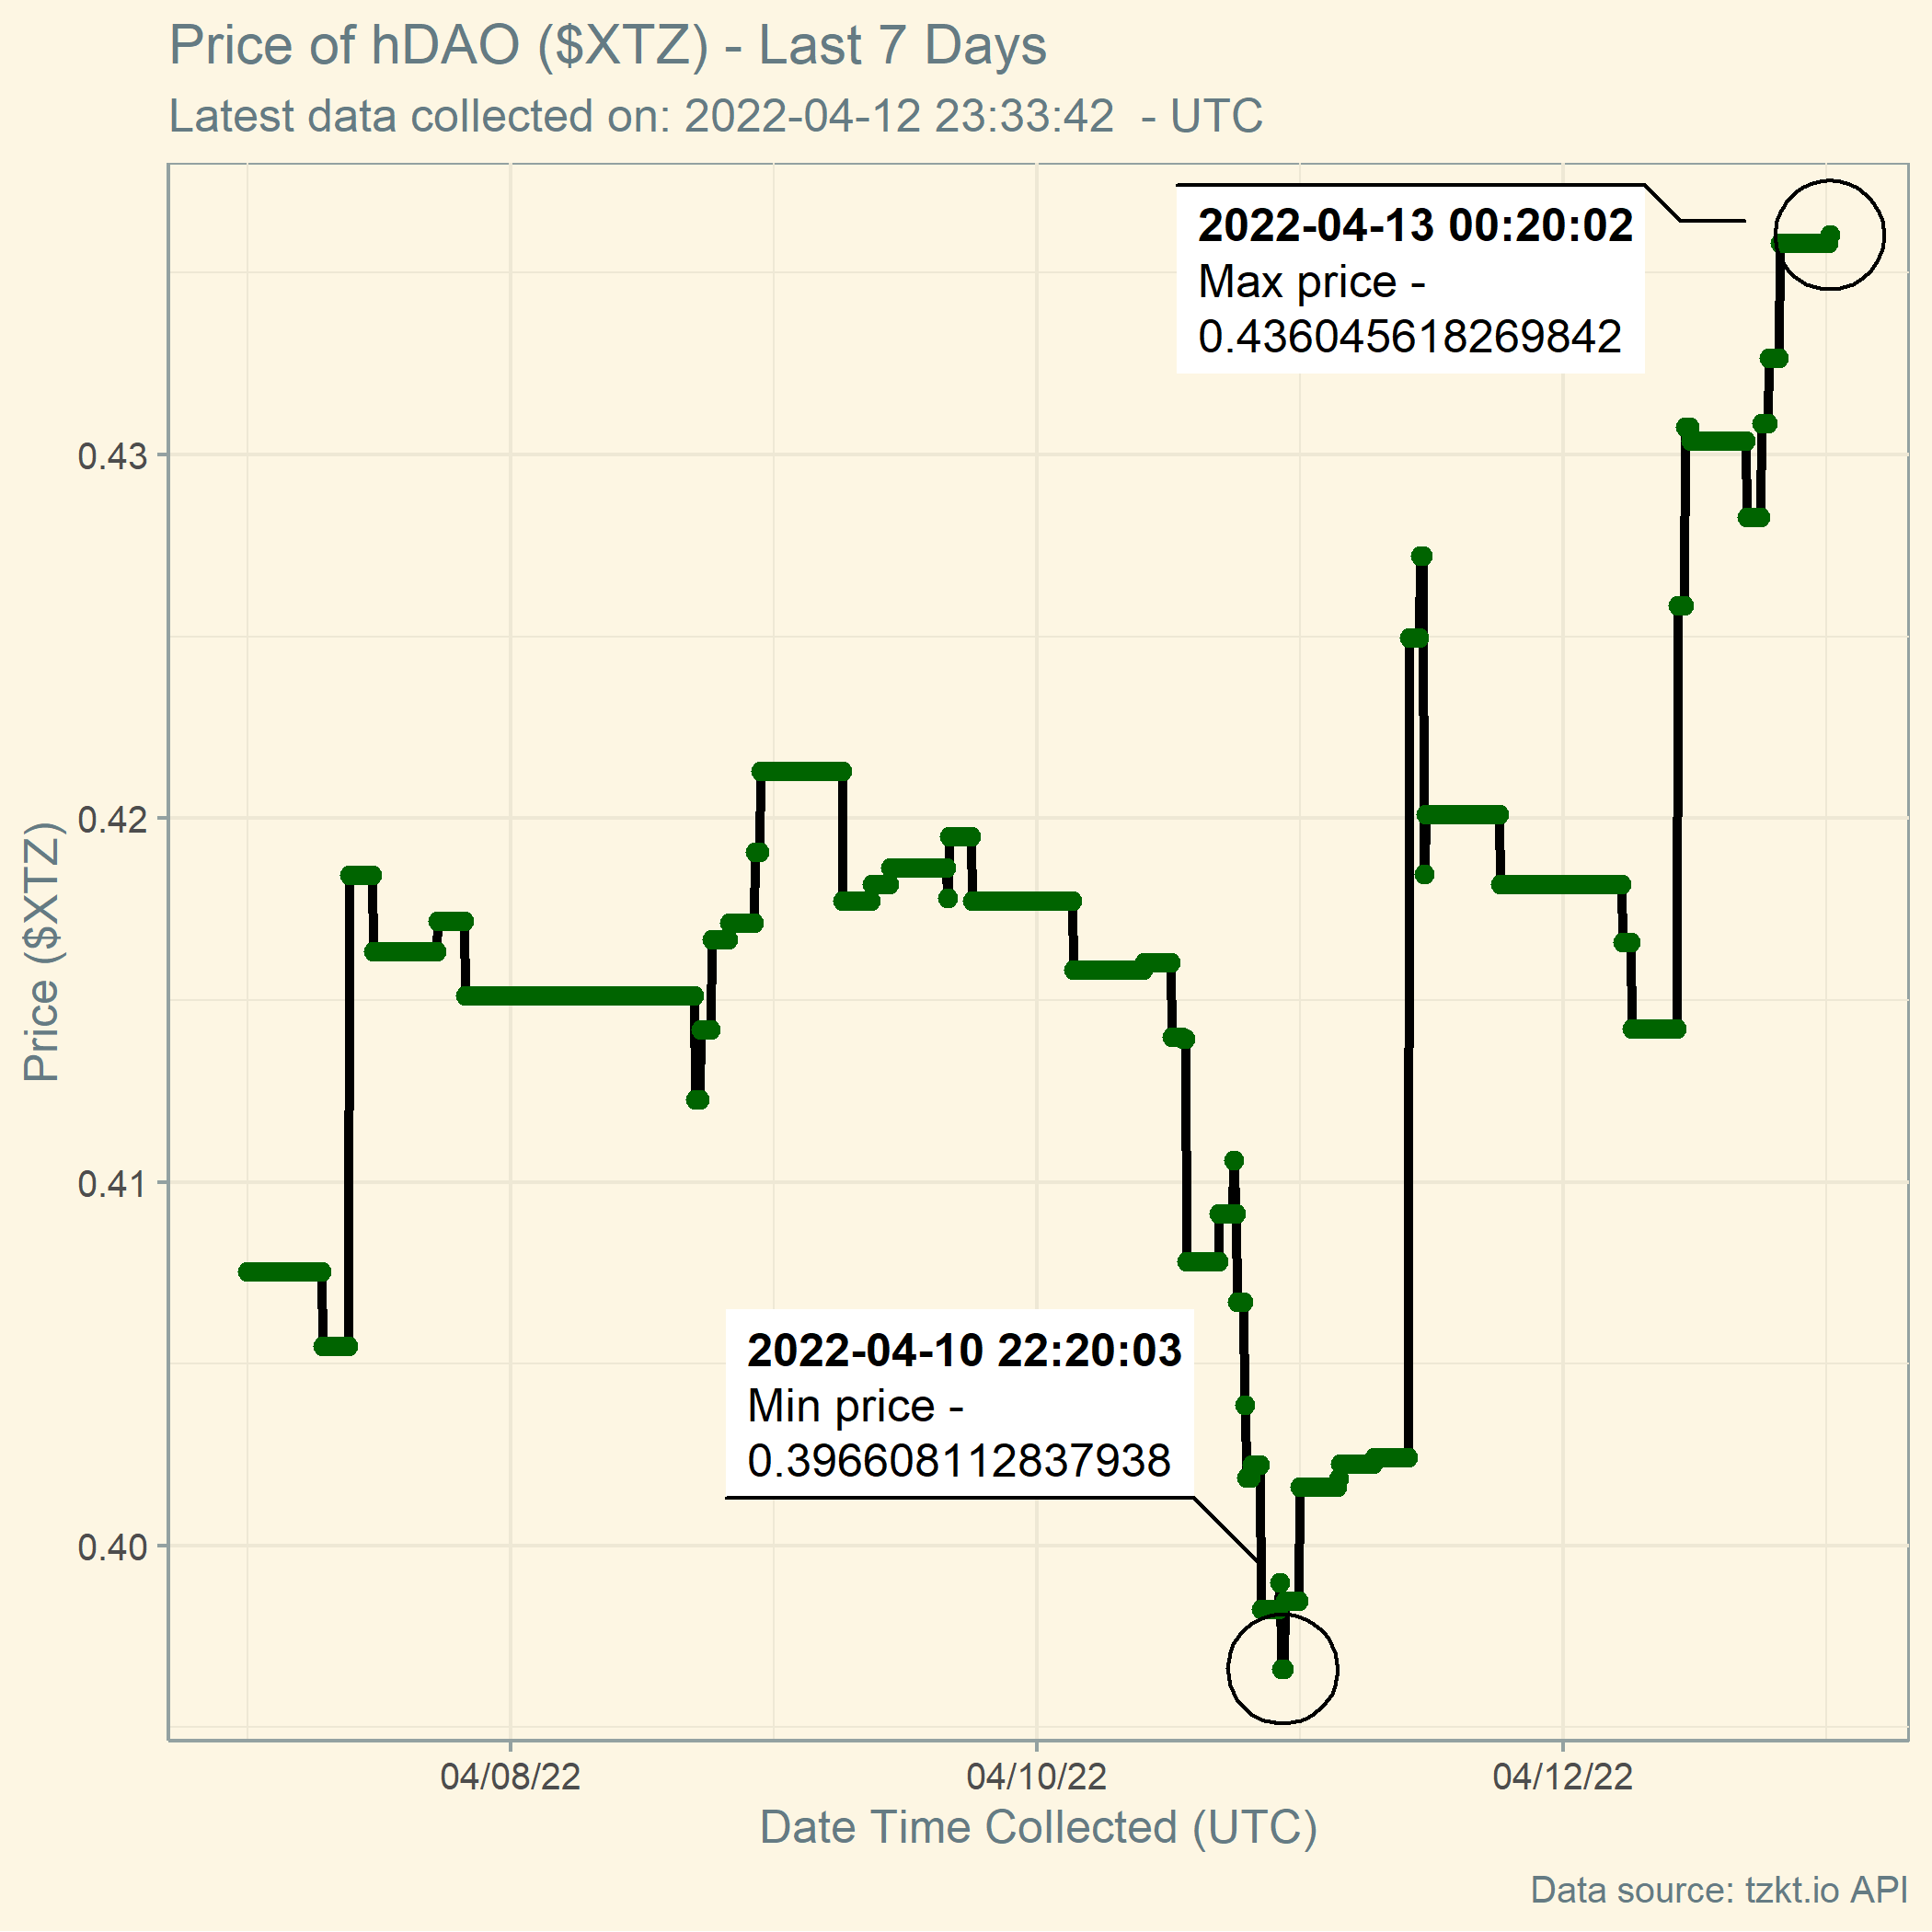 Price of hDAO ($XTZ) - Last 7 Days
Latest data collected on: 2022-04-12 23:33:42  - UTC
2022-04-13 00:20:02
Max price -
0.436045618269842
0.43
0.42
0.41
0.40
Price ($XTZ)
2022-04-10 22:20:03
Min price -
0.396608112837938
04/08/22
04/10/22
04/12/22
Date Time Collected (UTC)
Data source: tzkt.io API